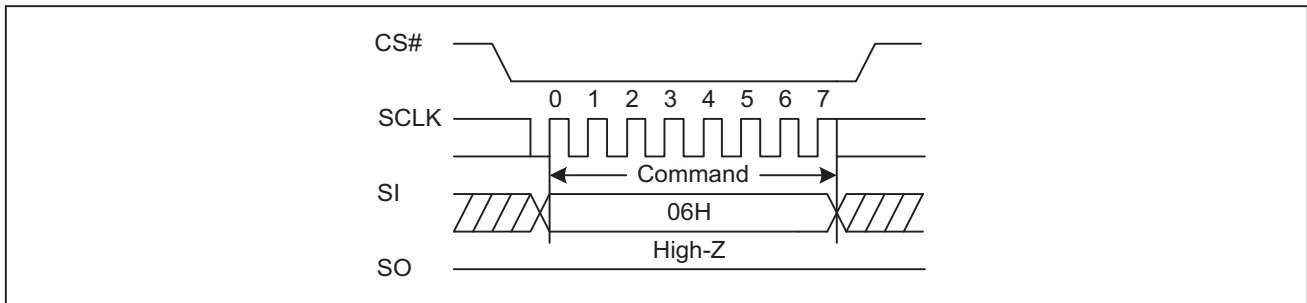 CS#
0 1 2 3 4 5 6 7
SCLK
Command
SI
06H
High-Z
SO